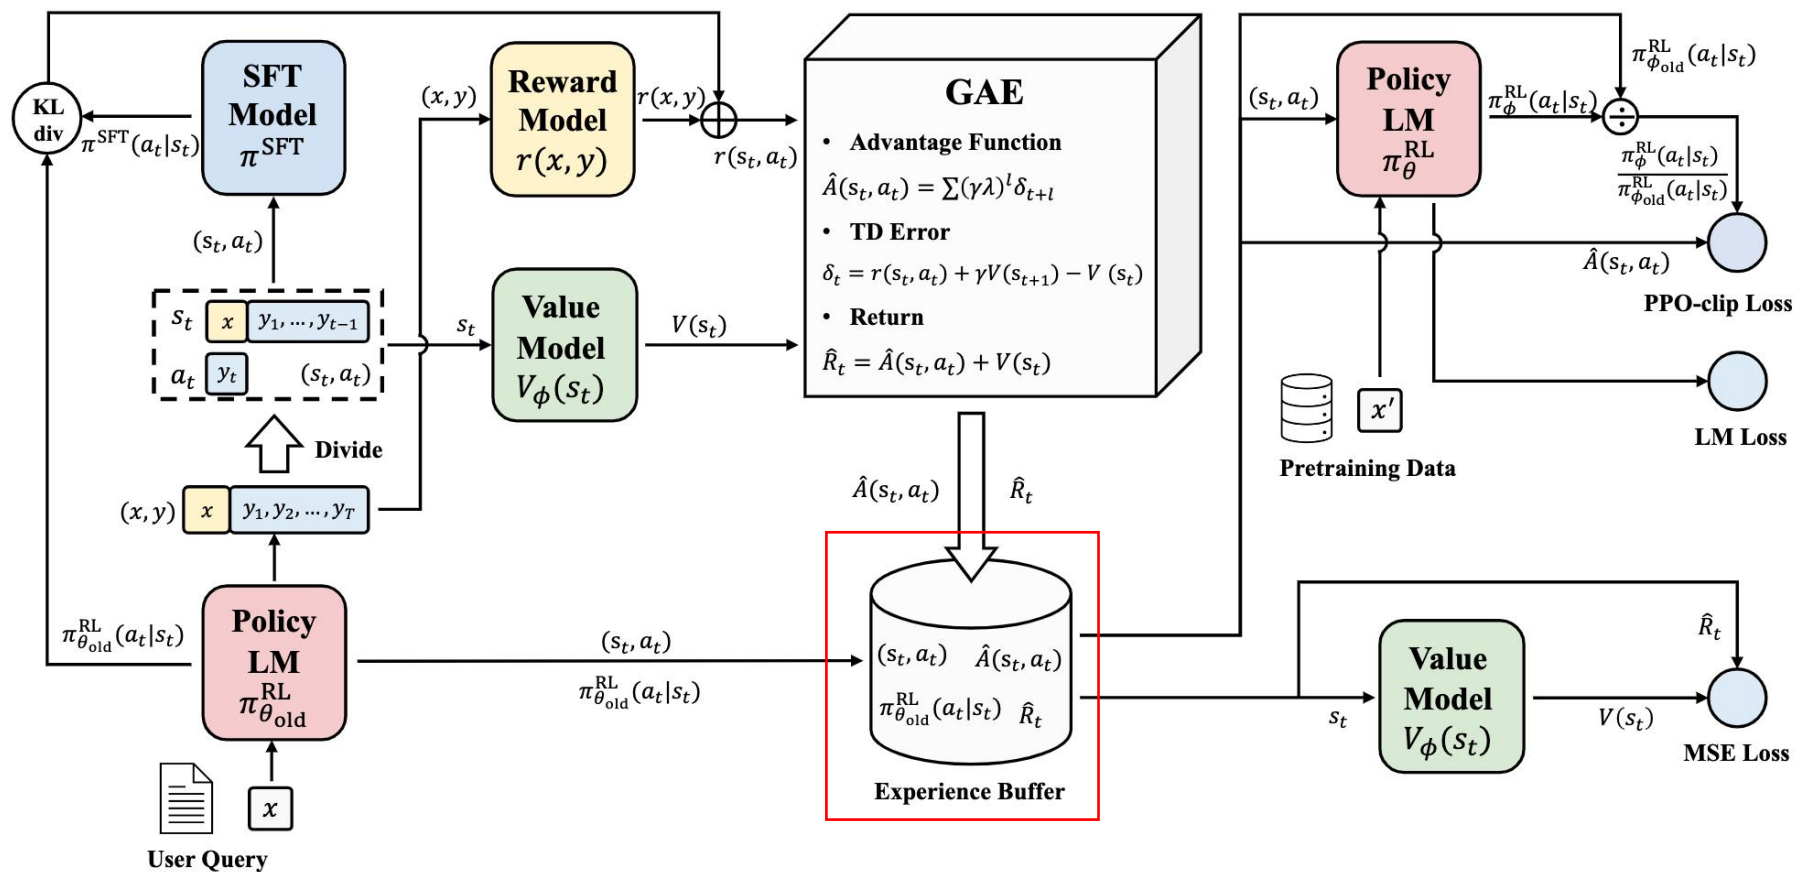 KL
div
SFT
Model
π^SFT
π^SFT(a_t|s_t)
(s_t, a_t)
s_t
x
y_1, ..., y_{t−1}
a_t
y_t
(s_t, a_t)
Divide
(x, y)
x
y_1, y_2, ..., y_T
π^RL_θold(a_t|s_t)
Policy
LM
π^RL_θold
x
User Query
(x, y)
Reward
Model
r(x, y)
r(x, y)
r(s_t, a_t)
s_t
Value
Model
V_ϕ(s_t)
V(s_t)
GAE
• Advantage Function
Â(s_t, a_t) = ∑(γλ)^l δ_{t+l}
• TD Error
δ_t = r(s_t, a_t) + γV(s_{t+1}) − V (s_t)
• Return
R̂_t = Â(s_t, a_t) + V(s_t)
Â(s_t, a_t)
R̂_t
(s_t, a_t)
π^RL_θold(a_t|s_t)
(s_t, a_t) Â(s_t, a_t)
π^RL_θold(a_t|s_t) R̂_t
Experience Buffer
(s_t, a_t)
Policy
LM
π^RL_θ
π^RL_ϕ(a_t|s_t)
π^RL_ϕold(a_t|s_t)
÷
π^RL_ϕ(a_t|s_t)
π^RL_ϕold(a_t|s_t)
Â(s_t, a_t)
PPO-clip Loss
x′
Pretraining Data
LM Loss
s_t
Value
Model
V_ϕ(s_t)
V(s_t)
R̂_t
MSE Loss